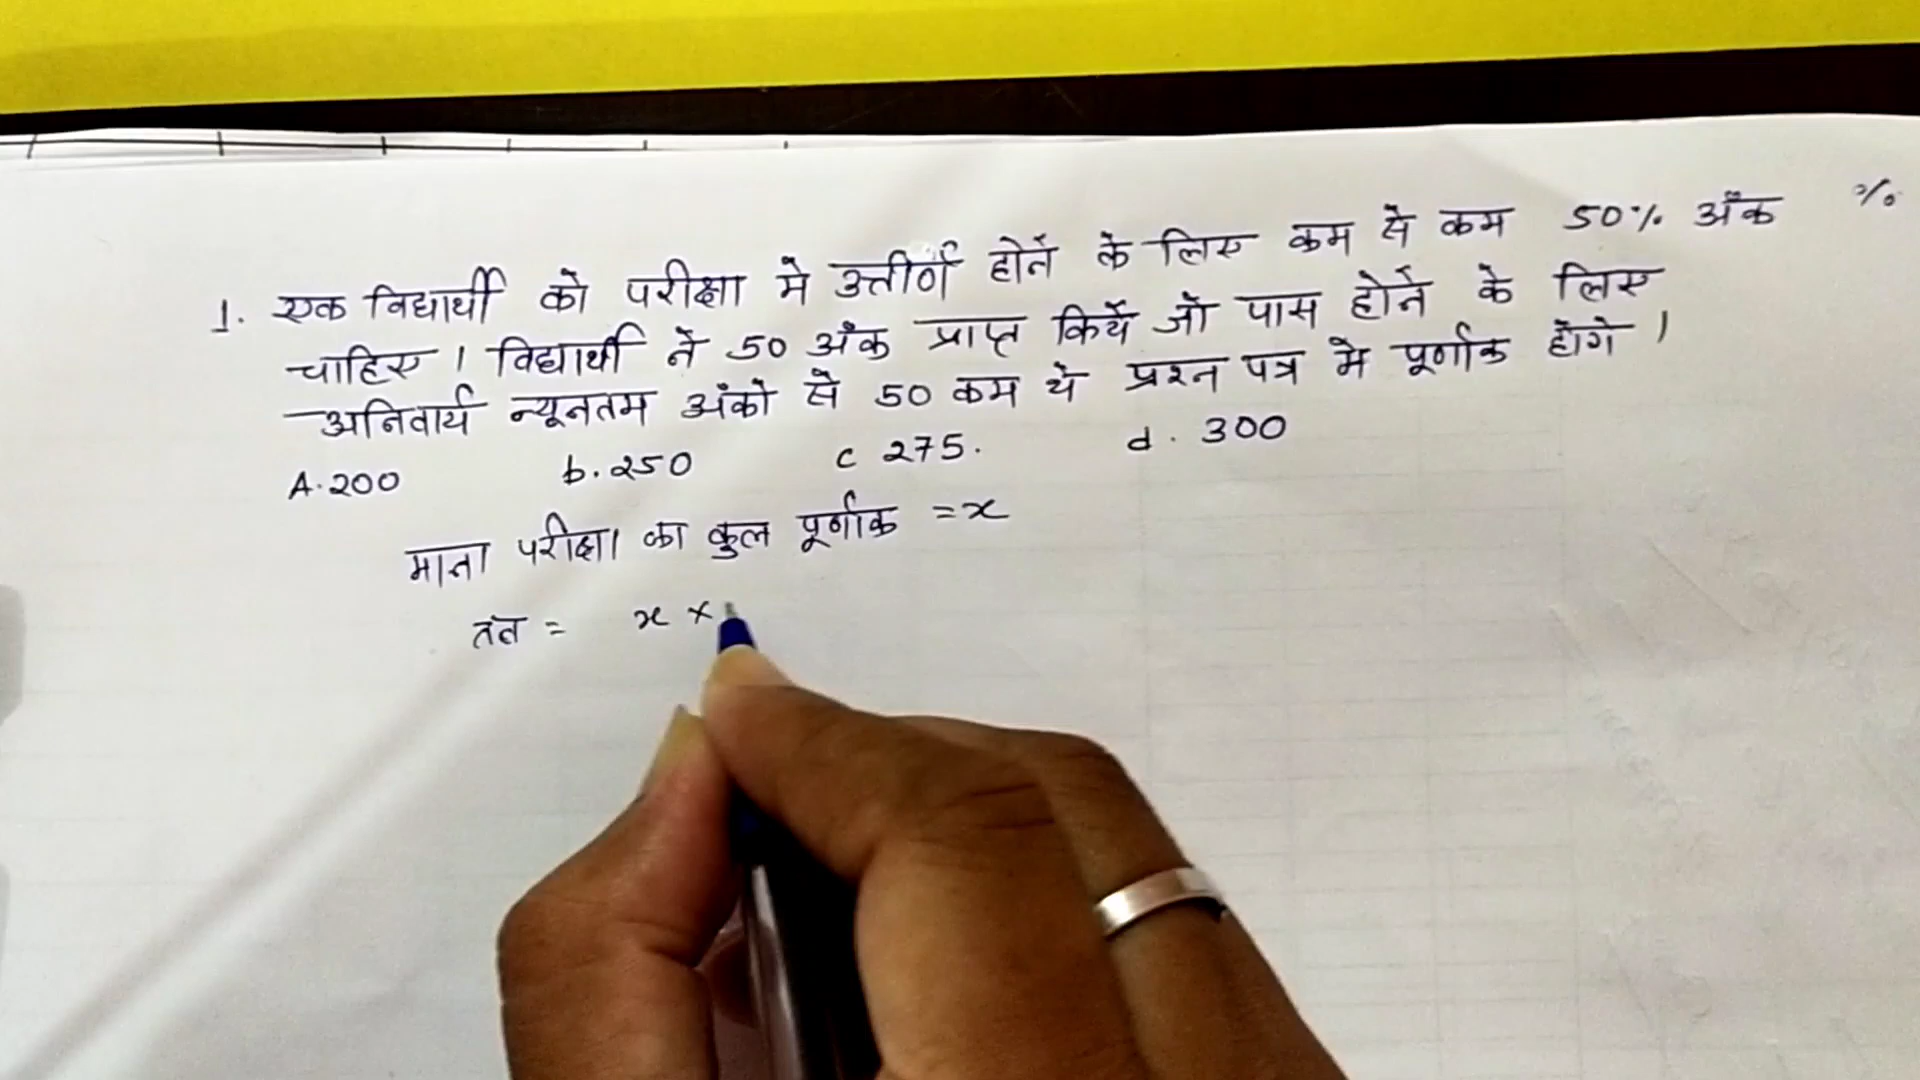 %
1. एक विद्यार्थी को परीक्षा मे उत्तीर्ण होने के लिए कम से कम 50% अँक
चाहिए । विद्यार्थी ने 50 अँक प्राप्त किये जो पास होने के लिए
अनिवार्य न्यूनतम अंको से 50 कम थे प्रश्न पत्र मे पूर्णाक होगे ।
A. 200 b. 250 c 275. d. 300
माना परीक्षा का कुल पूर्णाक = x
तब = x ×